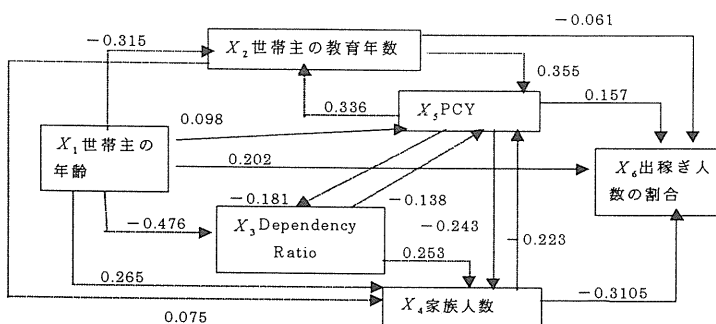 -0.061
-0.315
X₂世帯主の教育年数
0.355
0.336
X₅PCY
0.157
0.098
X₁世帯主の
年齢
0.202
X₆出稼ぎ人
数の割合
-0.181
-0.138
-0.476
X₃Dependency
Ratio
-0.243
-0.223
0.253
0.265
X₄家族人数
-0.3105
0.075